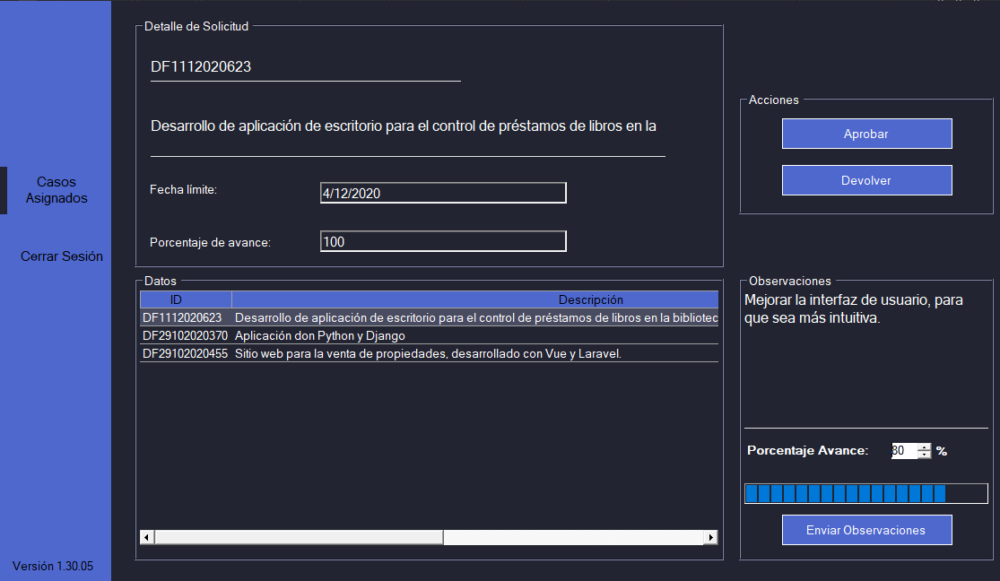 Casos
Asignados
Cerrar Sesión
Versión 1.30.05
Detalle de Solicitud
DF1112020623
Desarrollo de aplicación de escritorio para el control de préstamos de libros en la
Fecha límite:
4/12/2020
Porcentaje de avance:
100
Datos
ID Descripción
DF1112020623 Desarrollo de aplicación de escritorio para el control de préstamos de libros en la bibliotec
DF29102020370 Aplicación don Python y Django
DF29102020455 Sitio web para la venta de propiedades, desarrollado con Vue y Laravel.
Acciones
Aprobar
Devolver
Observaciones
Mejorar la interfaz de usuario, para
que sea más intuitiva.
Porcentaje Avance: 80 %
Enviar Observaciones